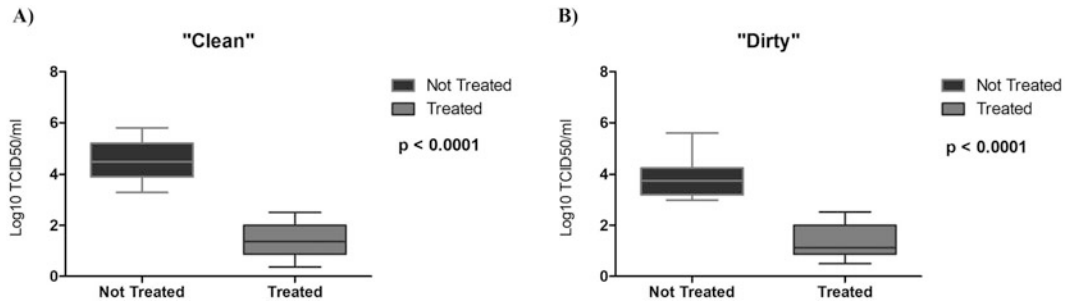 A)
"Clean"
Log10 TCID50/ml
8
6
4
2
0
Not Treated
Treated
Not Treated
Treated
p < 0.0001
B)
"Dirty"
Log10 TCID50/ml
8
6
4
2
0
Not Treated
Treated
Not Treated
Treated
p < 0.0001